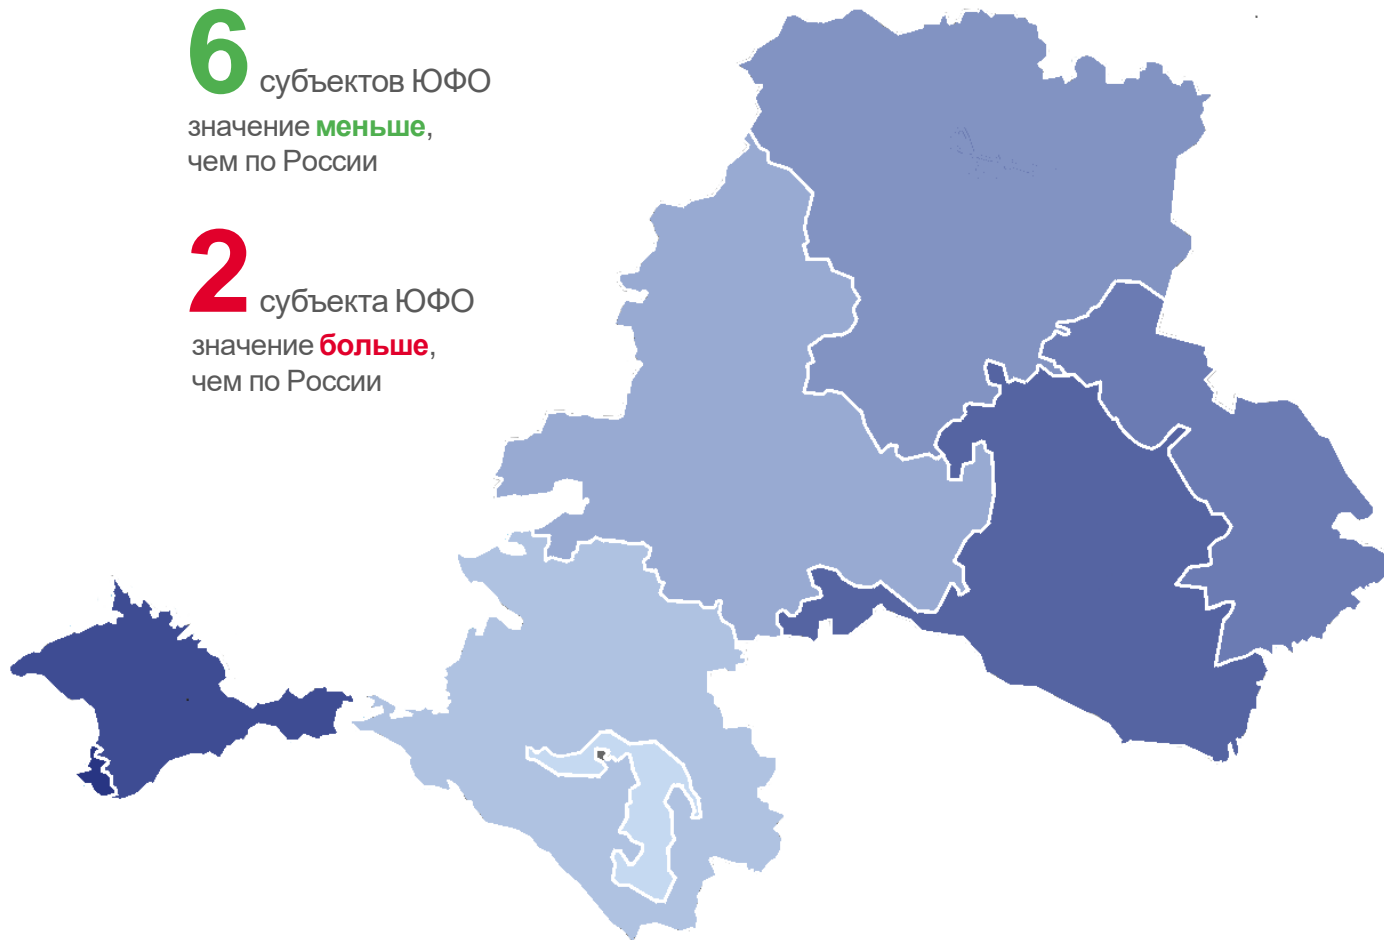 6 субъектов ЮФО
значение меньше,
чем по России
2 субъекта ЮФО
значение больше,
чем по России